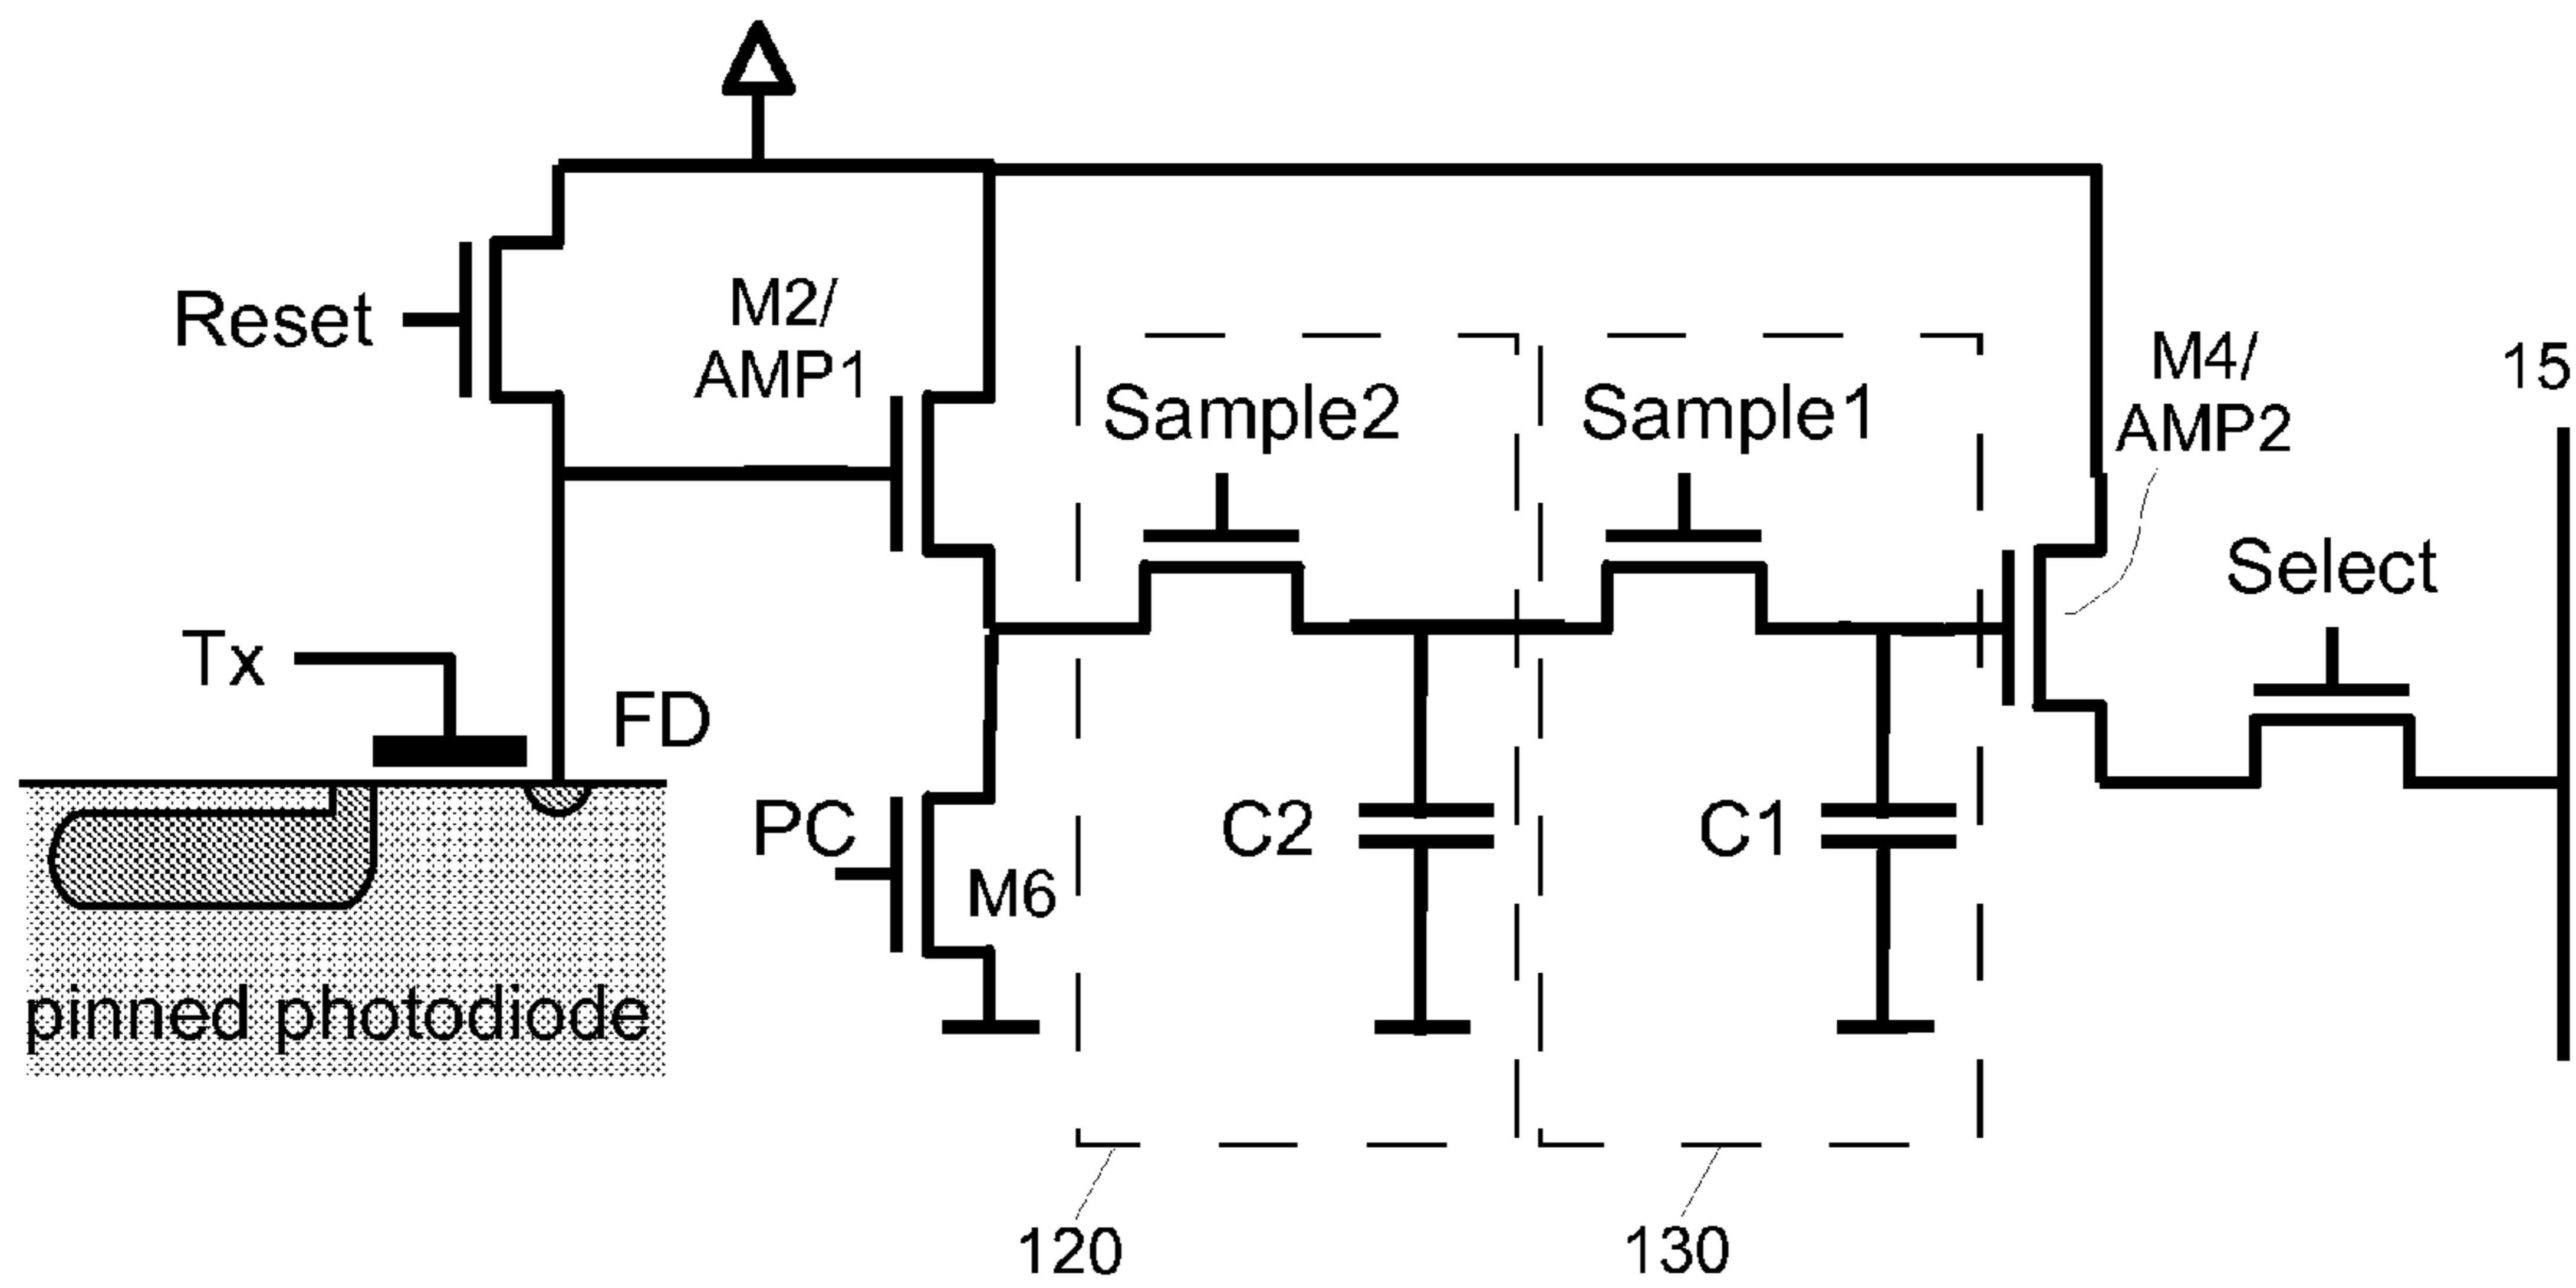 Reset
M2/
AMP1
Sample2
Sample1
M4/
AMP2
15
Select
Tx
FD
PC
M6
C2
C1
pinned photodiode
120
130